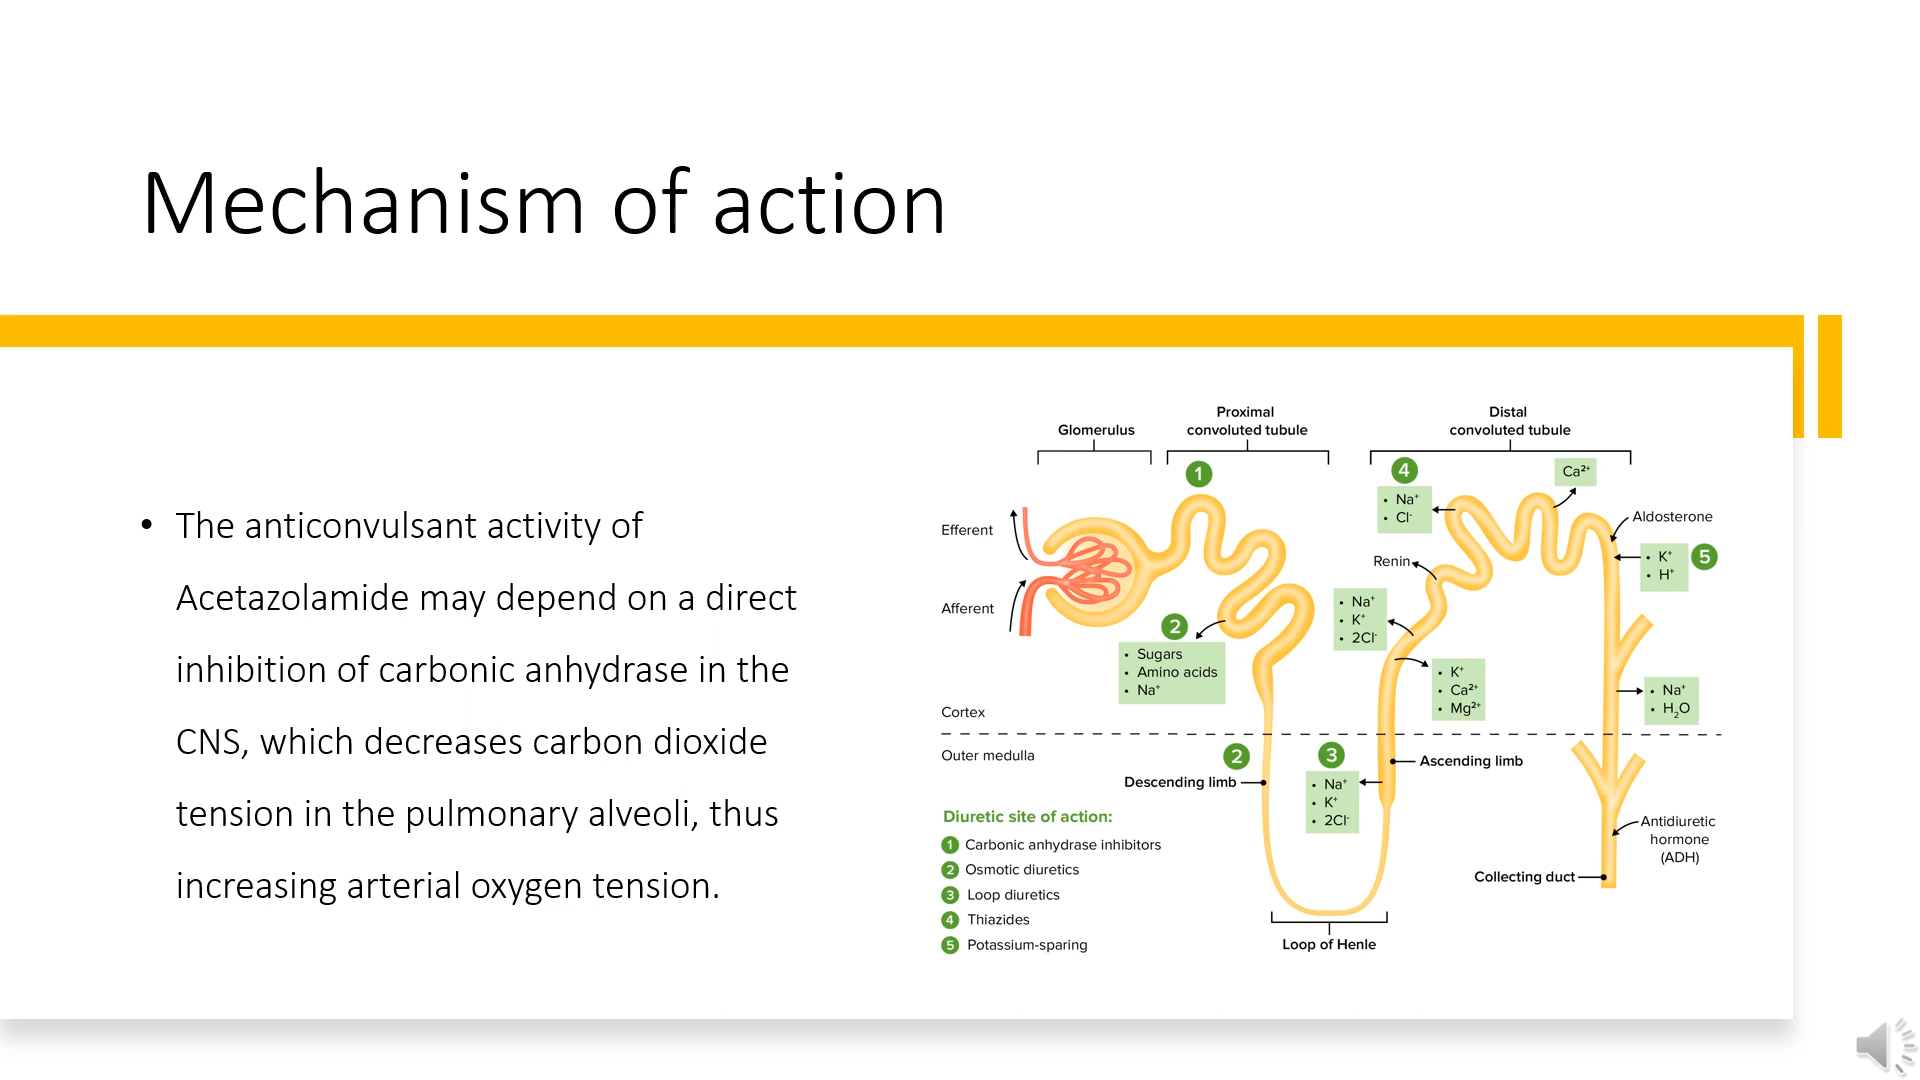 Mechanism of action
• The anticonvulsant activity of
Acetazolamide may depend on a direct
inhibition of carbonic anhydrase in the
CNS, which decreases carbon dioxide
tension in the pulmonary alveoli, thus
increasing arterial oxygen tension.
Glomerulus
Proximal
convoluted tubule
Distal
convoluted tubule
1
4
• Na⁺
• Cl⁻
Ca²⁺
Aldosterone
Efferent
Renin
• K⁺
• H⁺
5
Afferent
• Na⁺
• K⁺
• 2Cl⁻
2
• Sugars
• Amino acids
• Na⁺
• K⁺
• Ca²⁺
• Mg²⁺
• Na⁺
• H₂O
Cortex
Outer medulla
2
Descending limb
3
• Na⁺
• K⁺
• 2Cl⁻
Ascending limb
Antidiuretic
hormone
(ADH)
Collecting duct
Loop of Henle
Diuretic site of action:
1 Carbonic anhydrase inhibitors
2 Osmotic diuretics
3 Loop diuretics
4 Thiazides
5 Potassium-sparing